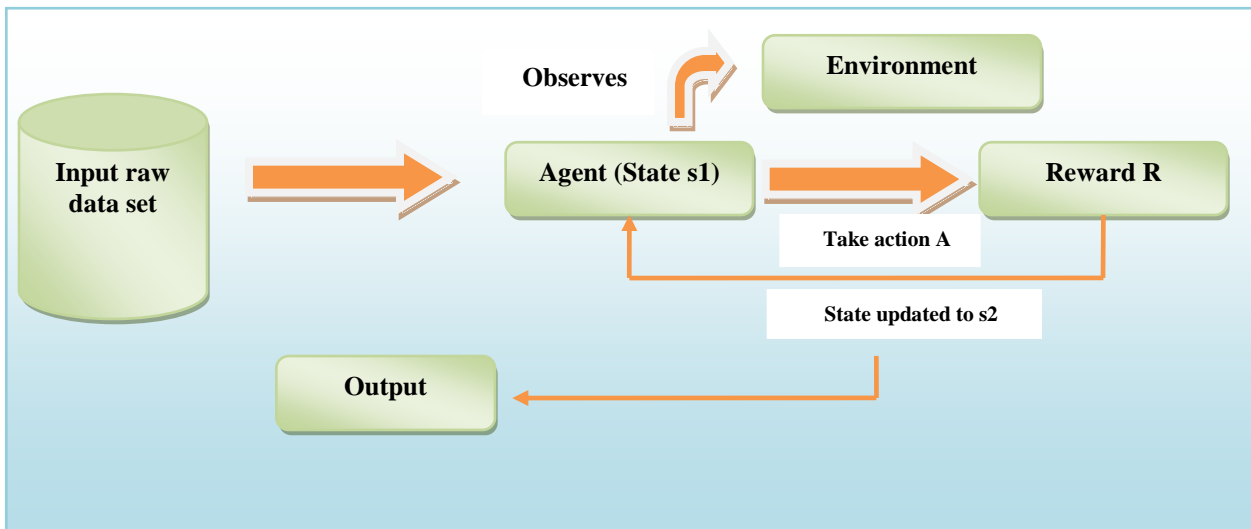 Observes
Environment
Input raw
data set
Agent (State s1)
Reward R
Take action A
State updated to s2
Output